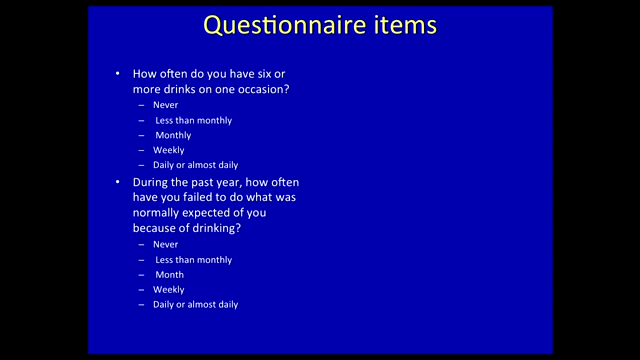 Questionnaire items
• How often do you have six or
more drinks on one occasion?
– Never
– Less than monthly
– Monthly
– Weekly
– Daily or almost daily
• During the past year, how often
have you failed to do what was
normally expected of you
because of drinking?
– Never
– Less than monthly
– Month
– Weekly
– Daily or almost daily